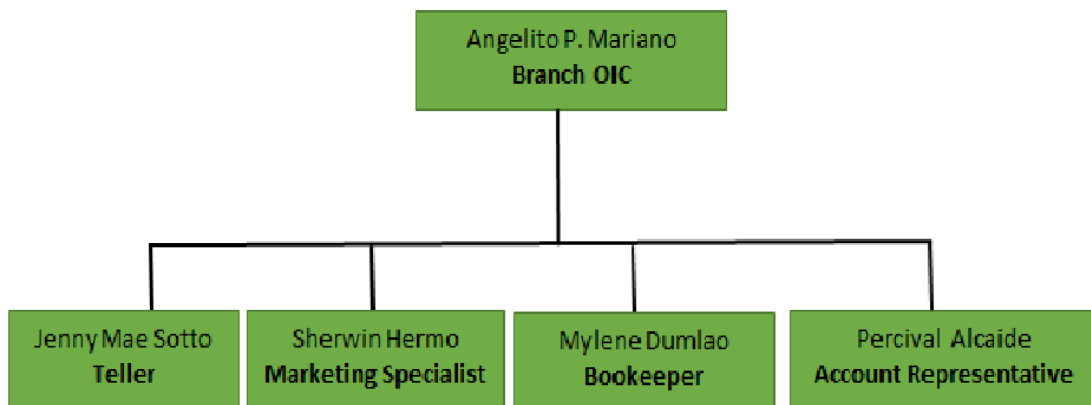 Angelito P. Mariano
Branch OIC
Jenny Mae Sotto
Teller
Sherwin Hermo
Marketing Specialist
Mylene Dumlao
Bookeeper
Percival Alcaide
Account Representative